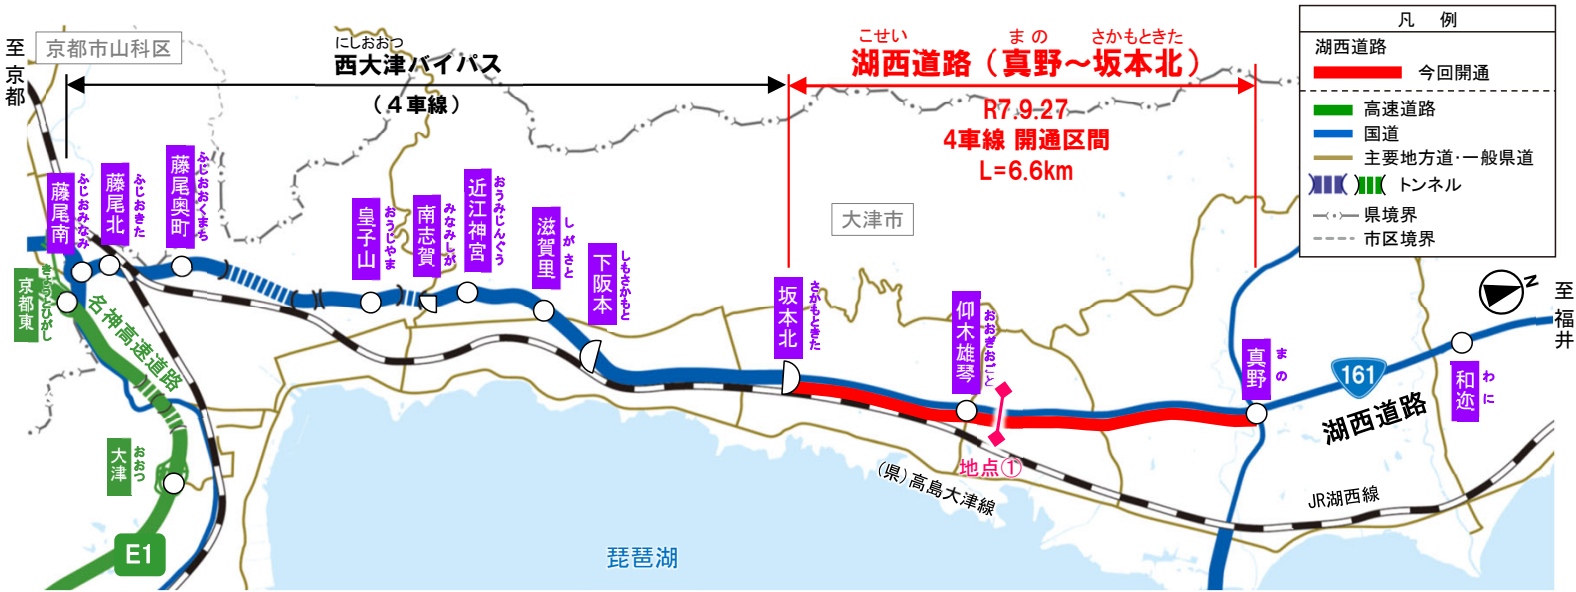 至京都
京都市山科区
にしおおつ
西大津バイパス
(4車線)
こせい まの さかもときた
湖西道路(真野~坂本北)
R7.9.27
4車線 開通区間
L=6.6km
凡 例
湖西道路
今回開通
高速道路
国道
主要地方道・一般県道
トンネル
県境界
市区境界
大津市
藤尾南
ふじおみなみ
藤尾北
ふじおきた
藤尾奥町
ふじおおくまち
皇子山
おうじやま
南志賀
みなみしが
近江神宮
おうみじんぐう
滋賀里
しがさと
下阪本
しもさかもと
坂本北
さかもときた
仰木雄琴
おおぎおごと
真野
まの
和迩
わに
京都東
きょうとひがし
名神高速道路
大津
おおつ
E1
161
湖西道路
至福井
N
地点①
(県)高島大津線
JR湖西線
琵琶湖